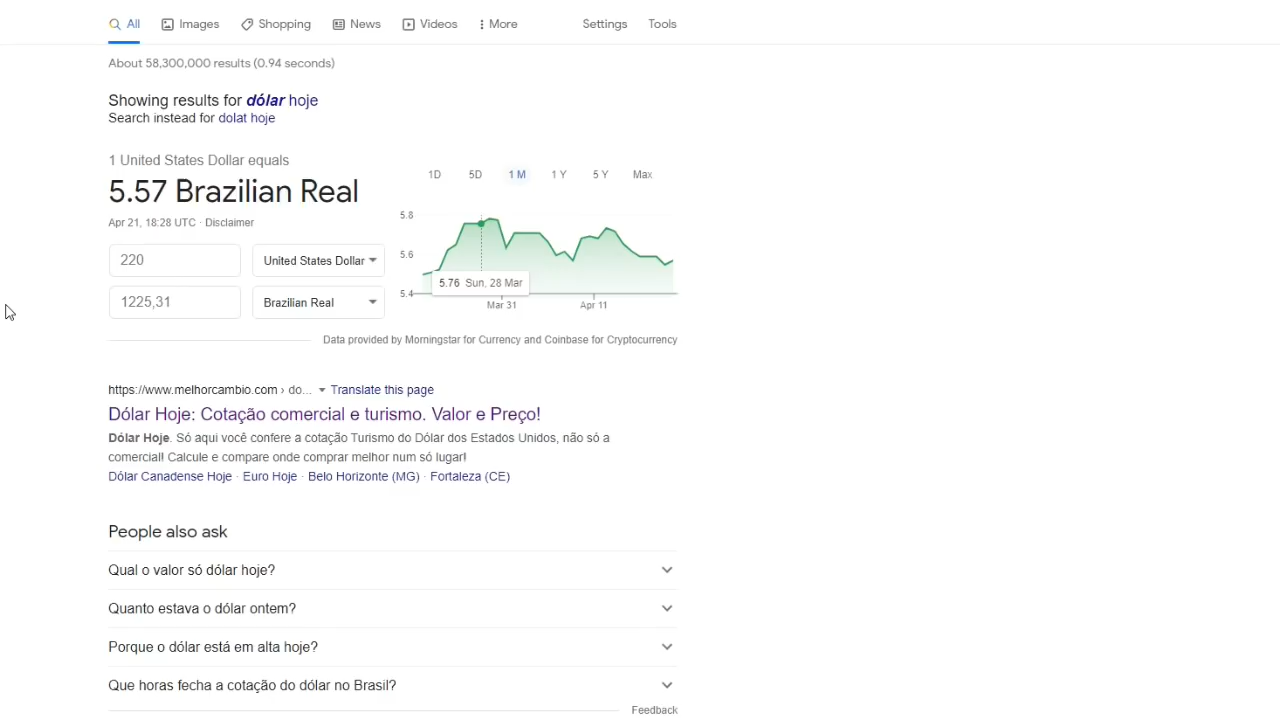 All Images Shopping News Videos More Settings Tools
About 58,300,000 results (0.94 seconds)
Showing results for dólar hoje
Search instead for dolat hoje
1 United States Dollar equals
5.57 Brazilian Real
Apr 21, 18:28 UTC · Disclaimer
220 United States Dollar
1225,31 Brazilian Real
1D 5D 1 M 1 Y 5 Y Max
5.8
5.6
5.4
5.76 Sun, 28 Mar
Mar 31 Apr 11
Data provided by Morningstar for Currency and Coinbase for Cryptocurrency
https://www.melhorcambio.com › do... Translate this page
Dólar Hoje: Cotação comercial e turismo. Valor e Preço!
Dólar Hoje. Só aqui você confere a cotação Turismo do Dólar dos Estados Unidos, não só a
comercial! Calcule e compare onde comprar melhor num só lugar!
Dólar Canadense Hoje · Euro Hoje · Belo Horizonte (MG) · Fortaleza (CE)
People also ask
Qual o valor só dólar hoje?
Quanto estava o dólar ontem?
Porque o dólar está em alta hoje?
Que horas fecha a cotação do dólar no Brasil?
Feedback